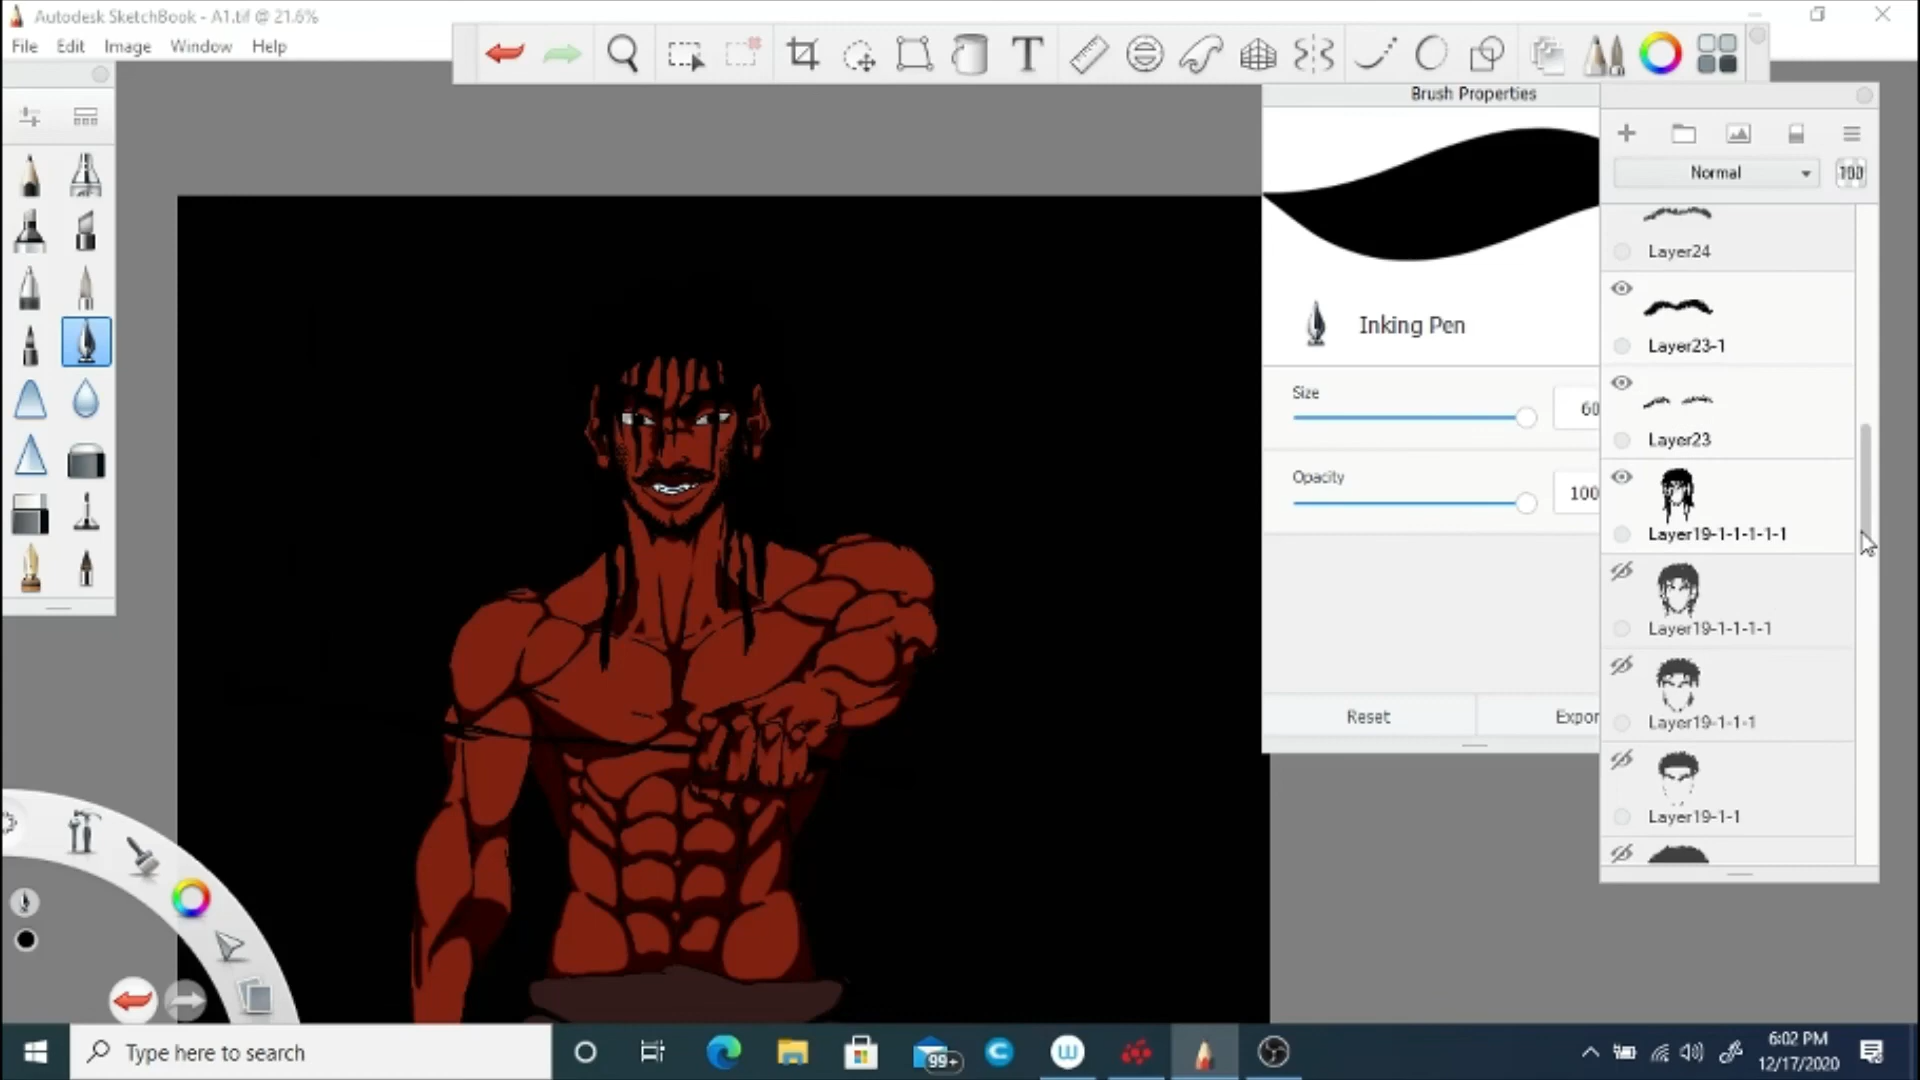 Autodesk SketchBook - A1.tif @ 21.6%
File Edit Image Window Help
T
Brush Properties
Normal 100
Layer24
Inking Pen
Layer23-1
Size 60
Layer23
Opacity 100
Layer19-1-1-1-1-1
Layer19-1-1-1-1
Reset Expor
Layer19-1-1-1
Layer19-1-1
Type here to search
99+
6:02 PM
12/17/2020